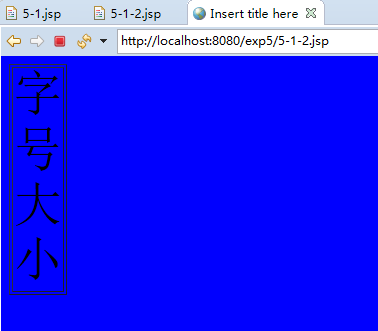 5-1.jsp 5-1-2.jsp Insert title here
http://localhost:8080/exp5/5-1-2.jsp
字
号
大
小